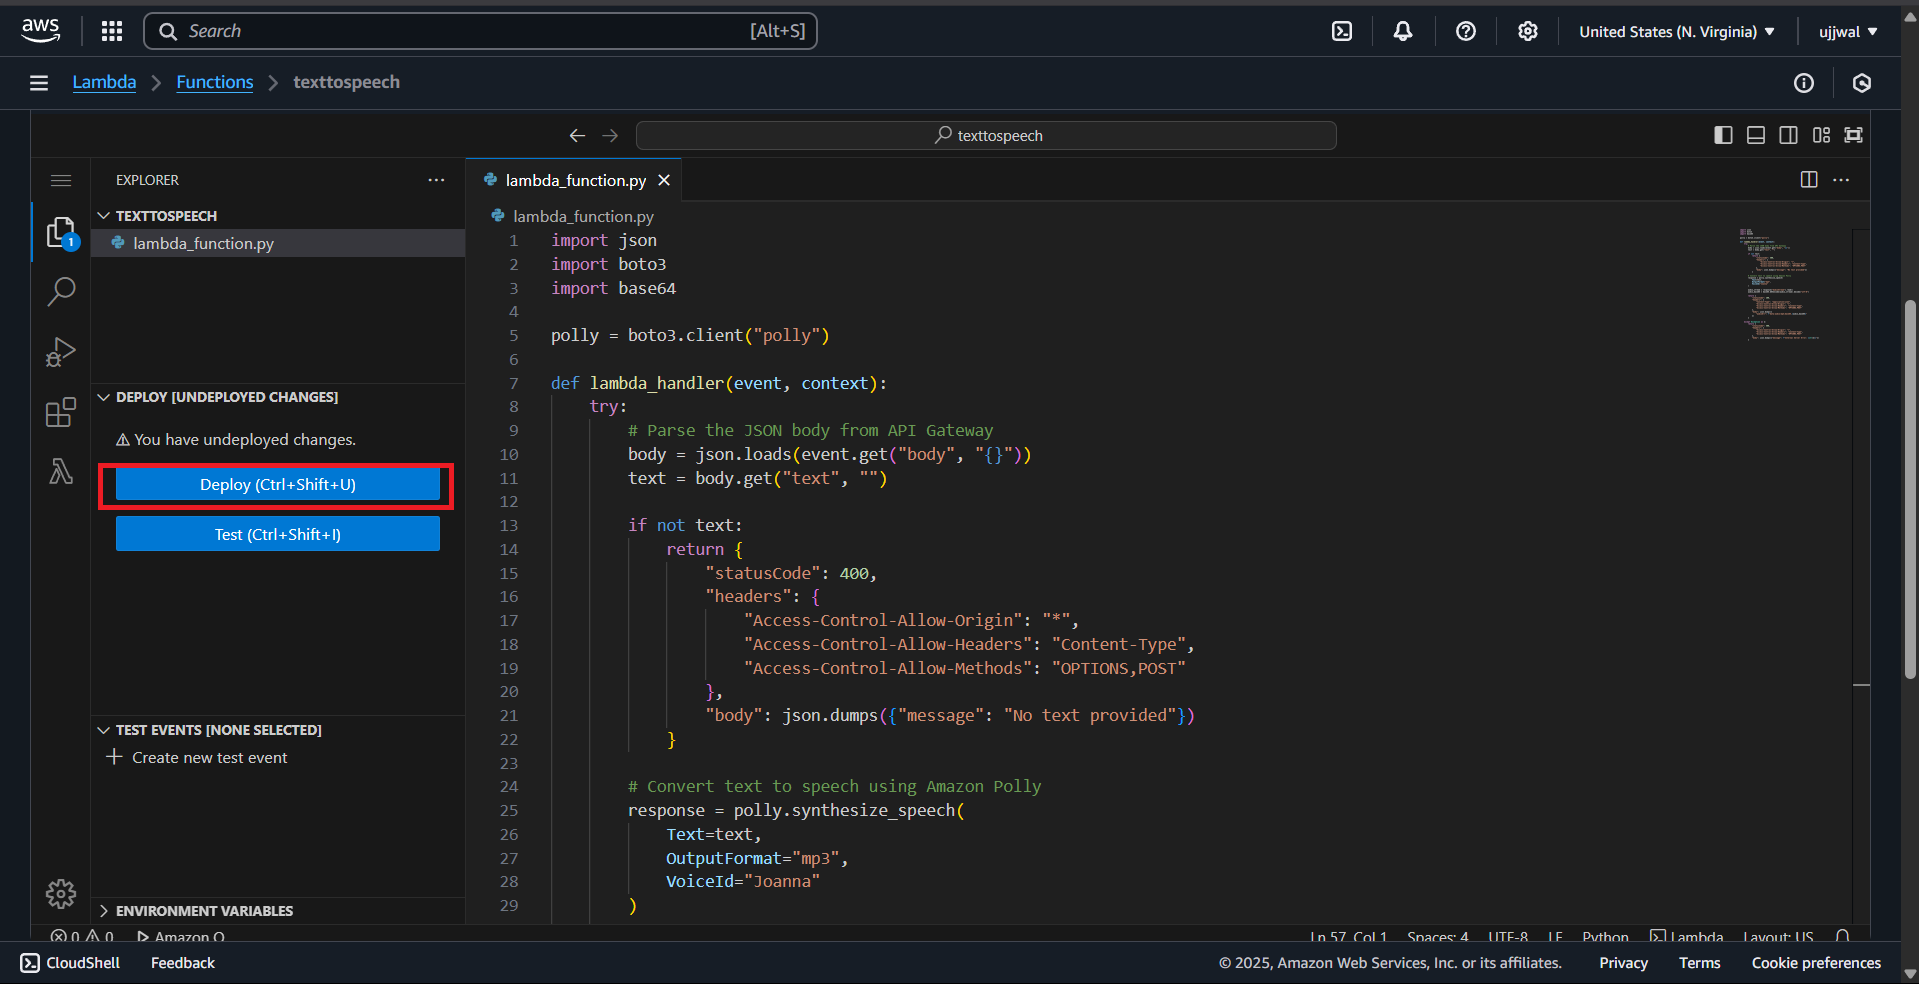 aws
Search [Alt+S]
United States (N. Virginia)
ujjwal
Lambda
Functions
texttospeech
texttospeech
EXPLORER
lambda_function.py
TEXTTOSPEECH
lambda_function.py
lambda_function.py
1 import json
2 import boto3
3 import base64
4
5 polly = boto3.client("polly")
6
7 def lambda_handler(event, context):
8 try:
9 # Parse the JSON body from API Gateway
10 body = json.loads(event.get("body", "{}"))
11 text = body.get("text", "")
12
13 if not text:
14 return {
15 "statusCode": 400,
16 "headers": {
17 "Access-Control-Allow-Origin": "*",
18 "Access-Control-Allow-Headers": "Content-Type",
19 "Access-Control-Allow-Methods": "OPTIONS,POST"
20 },
21 "body": json.dumps({"message": "No text provided"})
22 }
23
24 # Convert text to speech using Amazon Polly
25 response = polly.synthesize_speech(
26 Text=text,
27 OutputFormat="mp3",
28 VoiceId="Joanna"
29 )
1
DEPLOY [UNDEPLOYED CHANGES]
You have undeployed changes.
Deploy (Ctrl+Shift+U)
Test (Ctrl+Shift+I)
TEST EVENTS [NONE SELECTED]
Create new test event
ENVIRONMENT VARIABLES
0 0 Amazon Q
Ln 57, Col 1 Spaces: 4 UTF-8 LF Python Lambda Layout: US
CloudShell Feedback
© 2025, Amazon Web Services, Inc. or its affiliates. Privacy Terms Cookie preferences